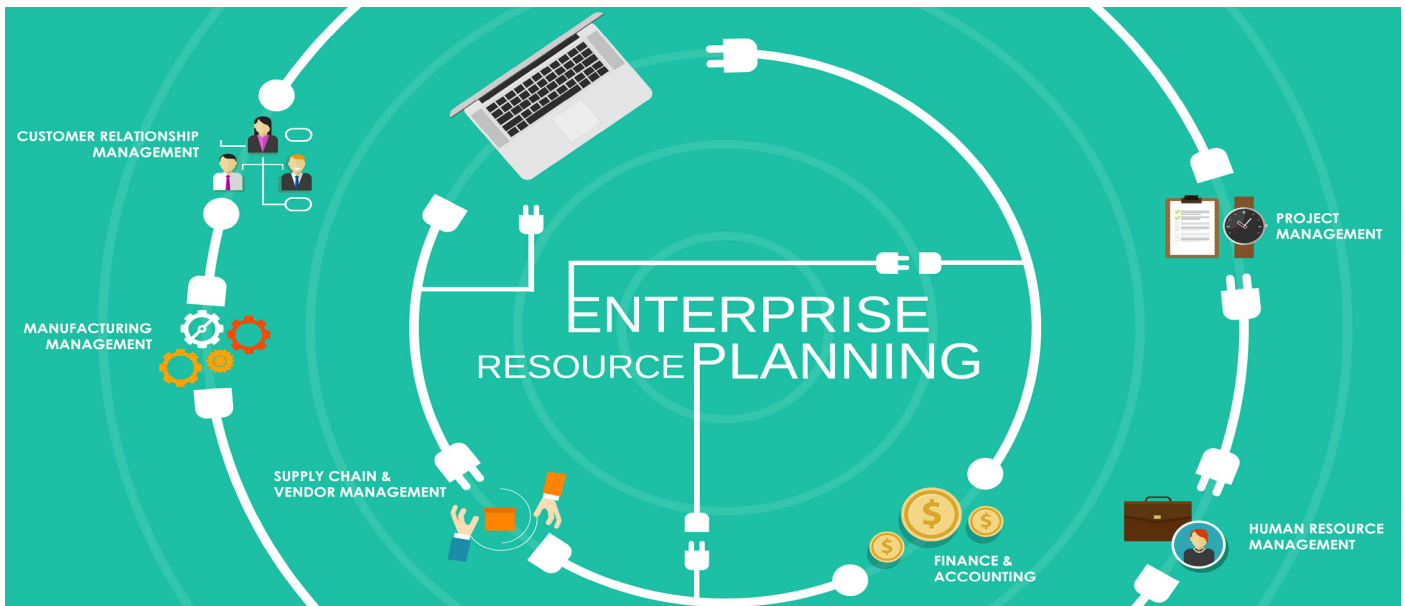 CUSTOMER RELATIONSHIP
MANAGEMENT
MANUFACTURING
MANAGEMENT
SUPPLY CHAIN &
VENDOR MANAGEMENT
ENTERPRISE
RESOURCE PLANNING
FINANCE &
ACCOUNTING
PROJECT
MANAGEMENT
HUMAN RESOURCE
MANAGEMENT
$
$
$